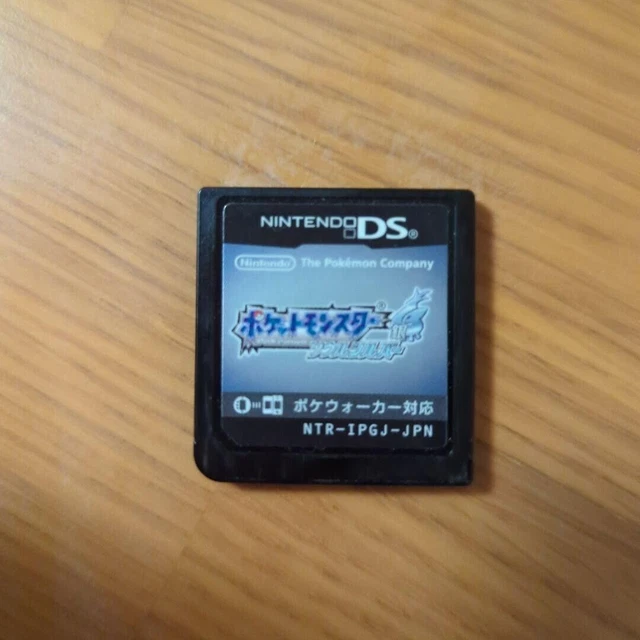 NINTENDO DS®
Nintendo The Pokémon Company
ポケットモンスター
ソウルシルバー
ポケウォーカー対応
NTR-IPGJ-JPN